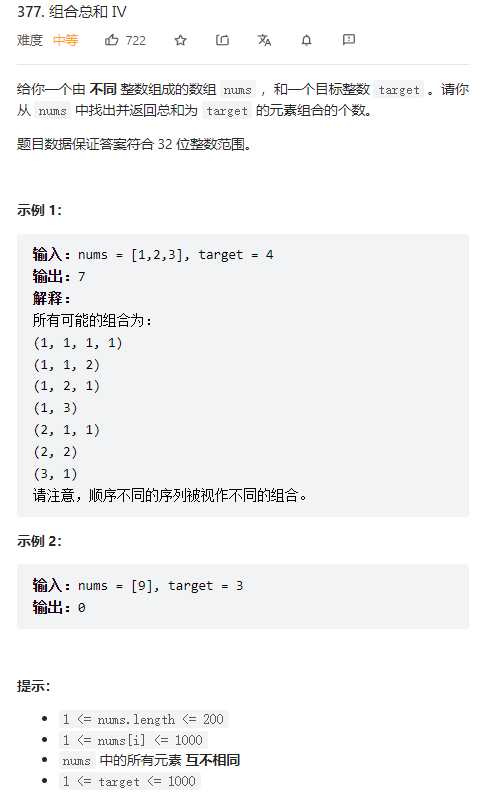 377. 组合总和 IV
难度 中等 722
给你一个由 不同 整数组成的数组 nums ，和一个目标整数 target 。请你
从 nums 中找出并返回总和为 target 的元素组合的个数。
题目数据保证答案符合 32 位整数范围。
示例 1：
输入：nums = [1,2,3], target = 4
输出：7
解释：
所有可能的组合为：
(1, 1, 1, 1)
(1, 1, 2)
(1, 2, 1)
(1, 3)
(2, 1, 1)
(2, 2)
(3, 1)
请注意，顺序不同的序列被视作不同的组合。
示例 2：
输入：nums = [9], target = 3
输出：0
提示：
1 <= nums.length <= 200
1 <= nums[i] <= 1000
nums 中的所有元素 互不相同
1 <= target <= 1000